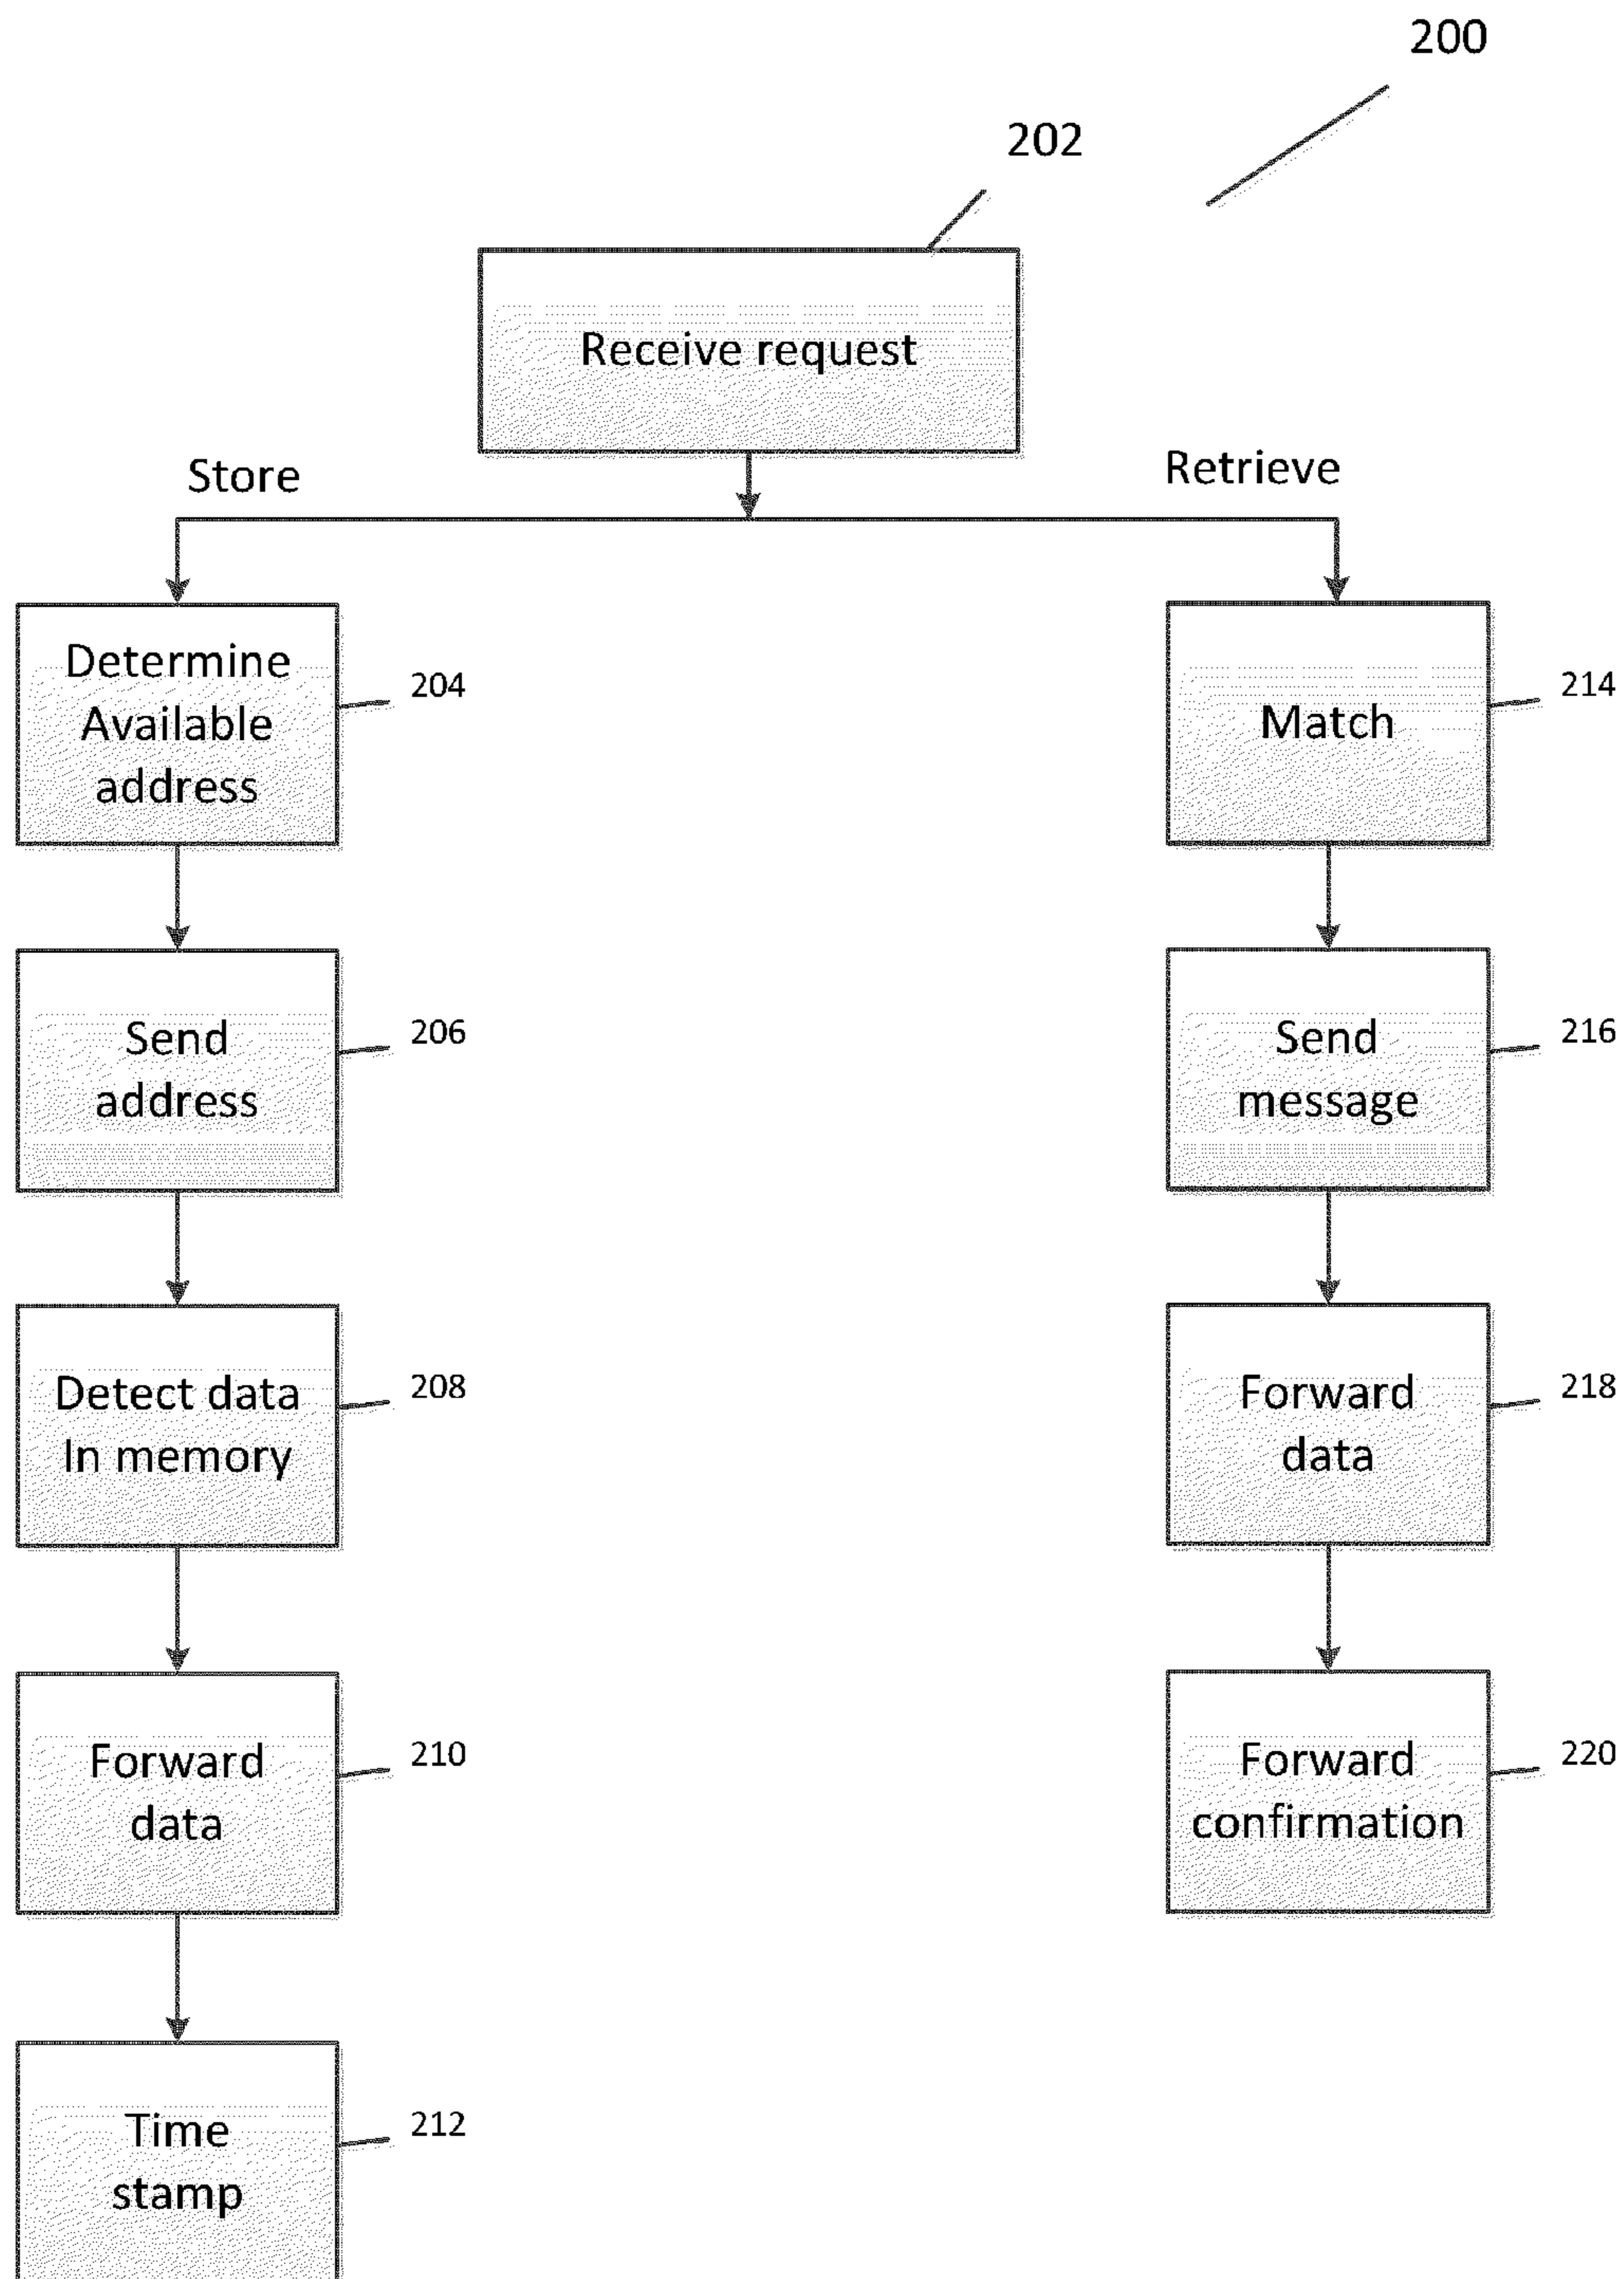 200
202
Receive request
Store
Retrieve
Determine
Available
address
204
Match
214
Send
address
206
Send
message
216
Detect data
In memory
208
Forward
data
218
Forward
data
210
Forward
confirmation
220
Time
stamp
212